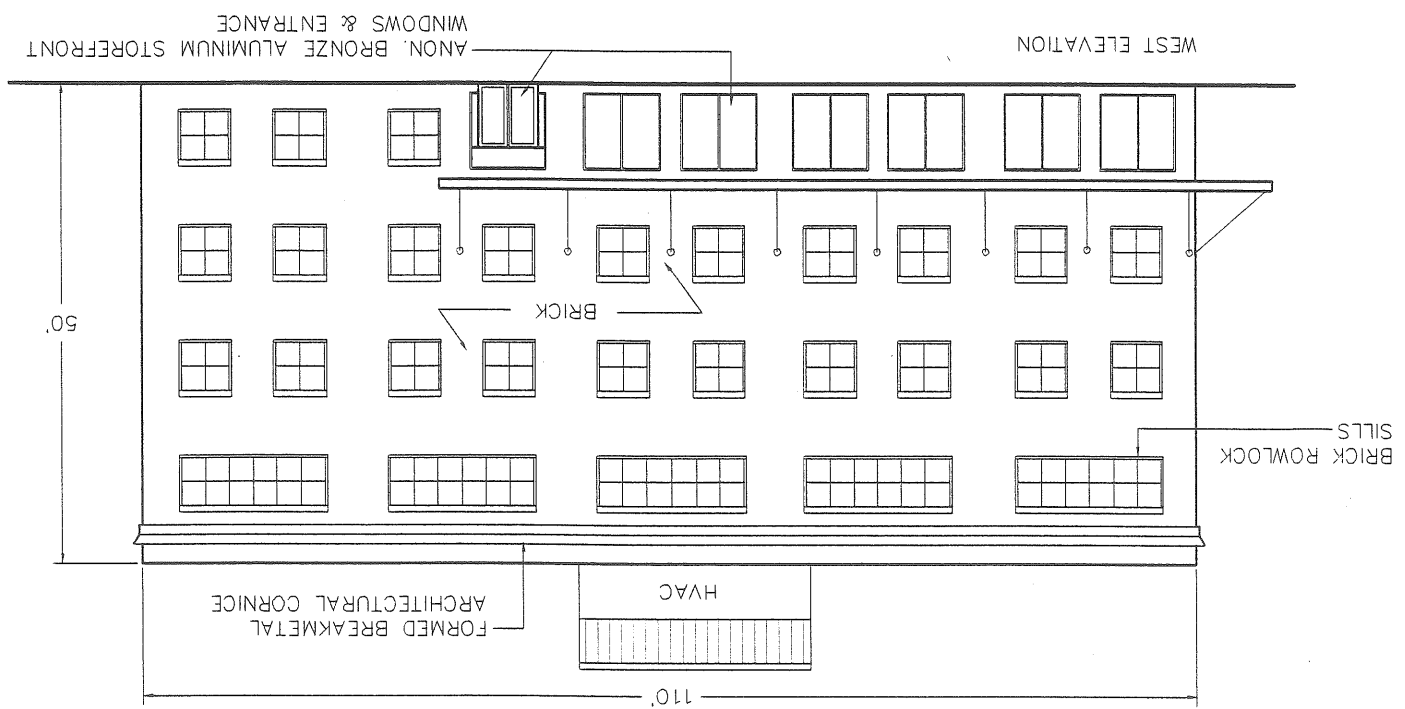 110'
HVAC
FORMED BREAKMETAL
ARCHITECTURAL CORNICE
BRICK ROWLOCK
SILLS
BRICK
50'
WEST ELEVATION
ANON. BRONZE ALUMINUM STOREFRONT
WINDOWS & ENTRANCE